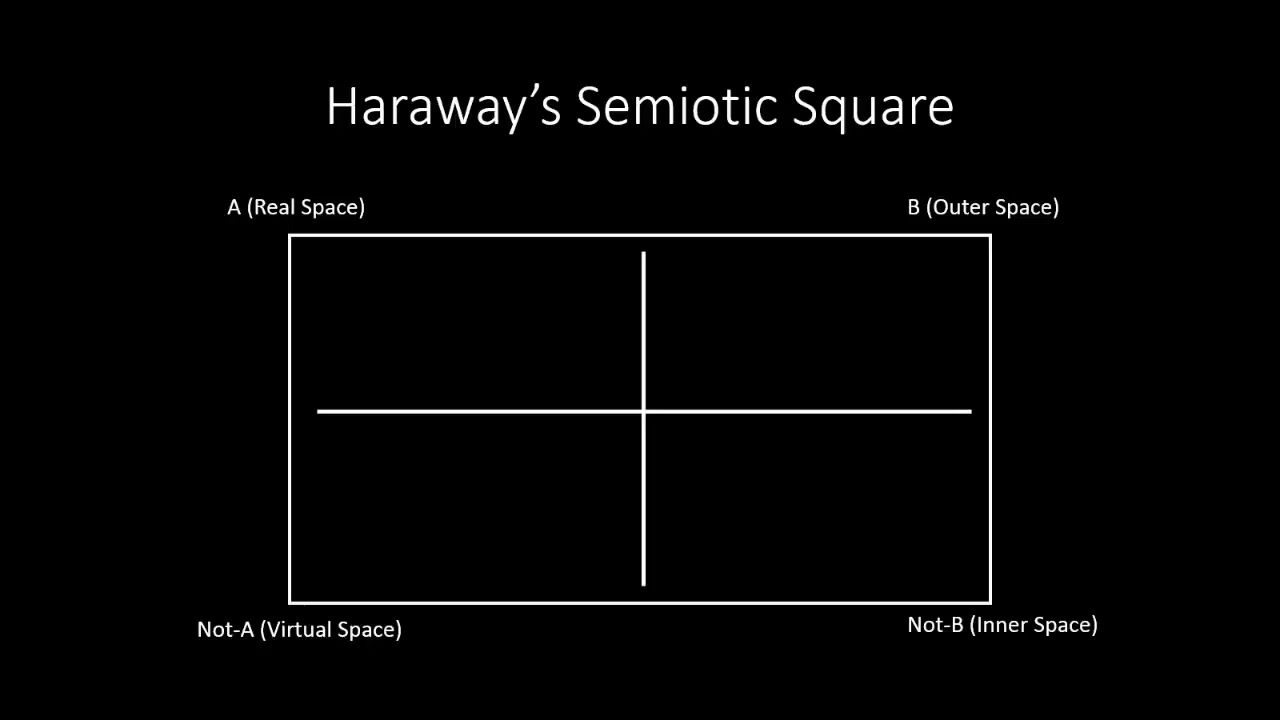 Haraway’s Semiotic Square
A (Real Space)
B (Outer Space)
Not-A (Virtual Space)
Not-B (Inner Space)